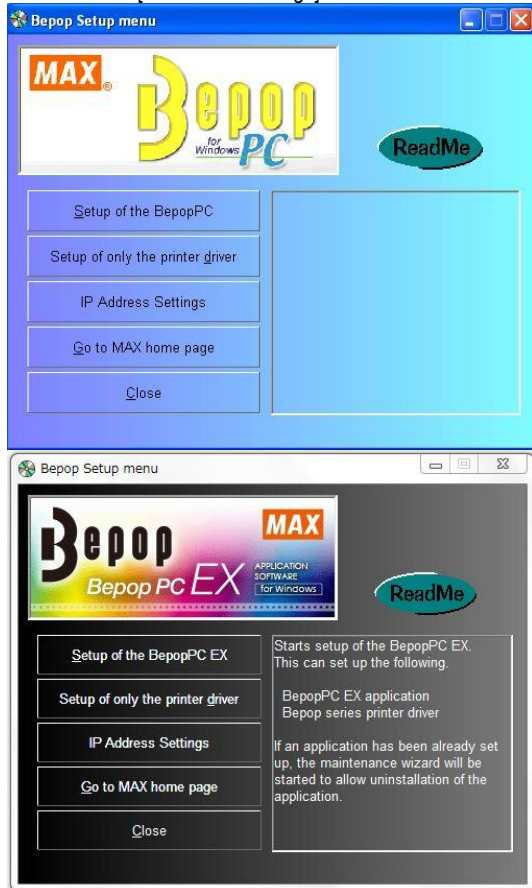 Bepop Setup menu
MAX®
Bepop
for
Windows PC
ReadMe
Setup of the BepopPC
Setup of only the printer driver
IP Address Settings
Go to MAX home page
Close
Bepop Setup menu
Bepop
MAX
Bepop PC EX
APPLICATION
SOFTWARE
for Windows
ReadMe
Setup of the BepopPC EX
Setup of only the printer driver
IP Address Settings
Go to MAX home page
Close
Starts setup of the BepopPC EX.
This can set up the following.
BepopPC EX application
Bepop series printer driver
If an application has been already set
up, the maintenance wizard will be
started to allow uninstallation of the
application.